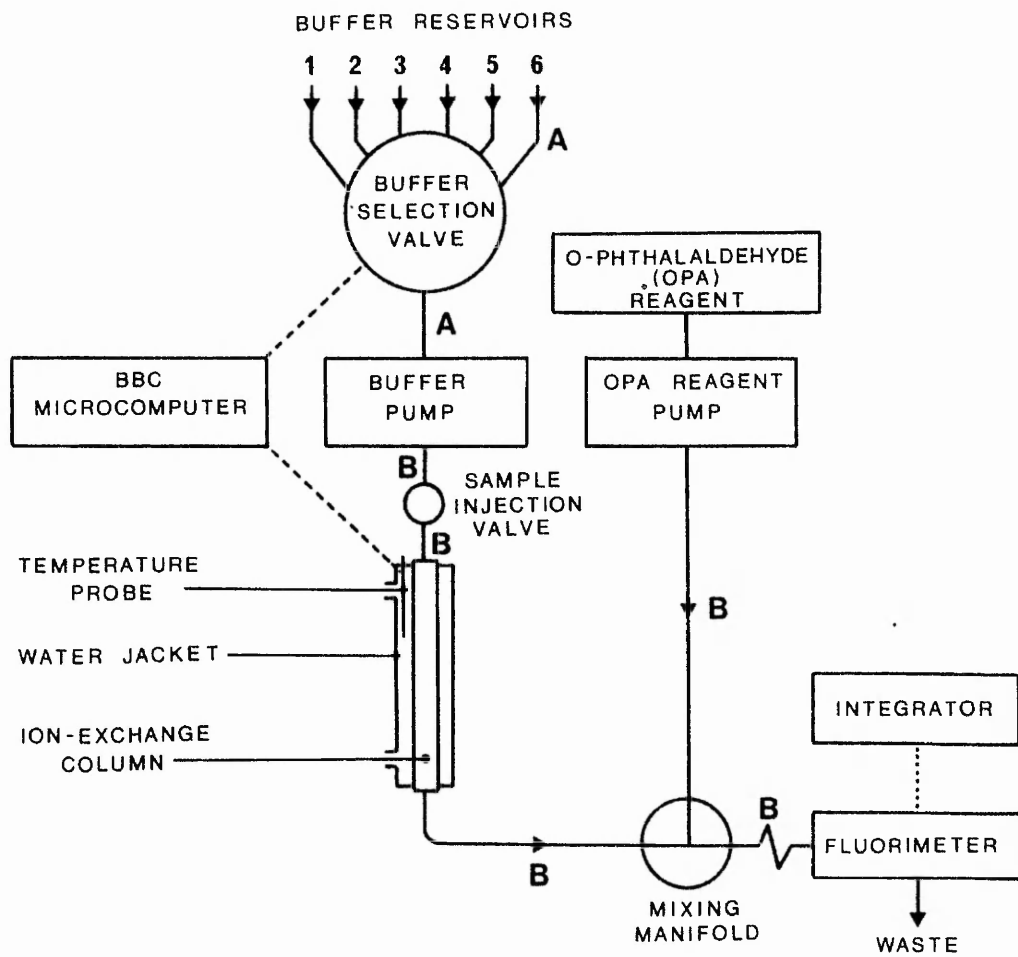 BUFFER RESERVOIRS
1 2 3 4 5 6
A
BUFFER
SELECTION
VALVE
O-PHTHALALDEHYDE
(OPA)
REAGENT
A
BBC
MICROCOMPUTER
BUFFER
PUMP
OPA REAGENT
PUMP
B
SAMPLE
INJECTION
VALVE
B
TEMPERATURE
PROBE
B
WATER JACKET
INTEGRATOR
ION-EXCHANGE
COLUMN
B
FLUORIMETER
B
MIXING
MANIFOLD
WASTE